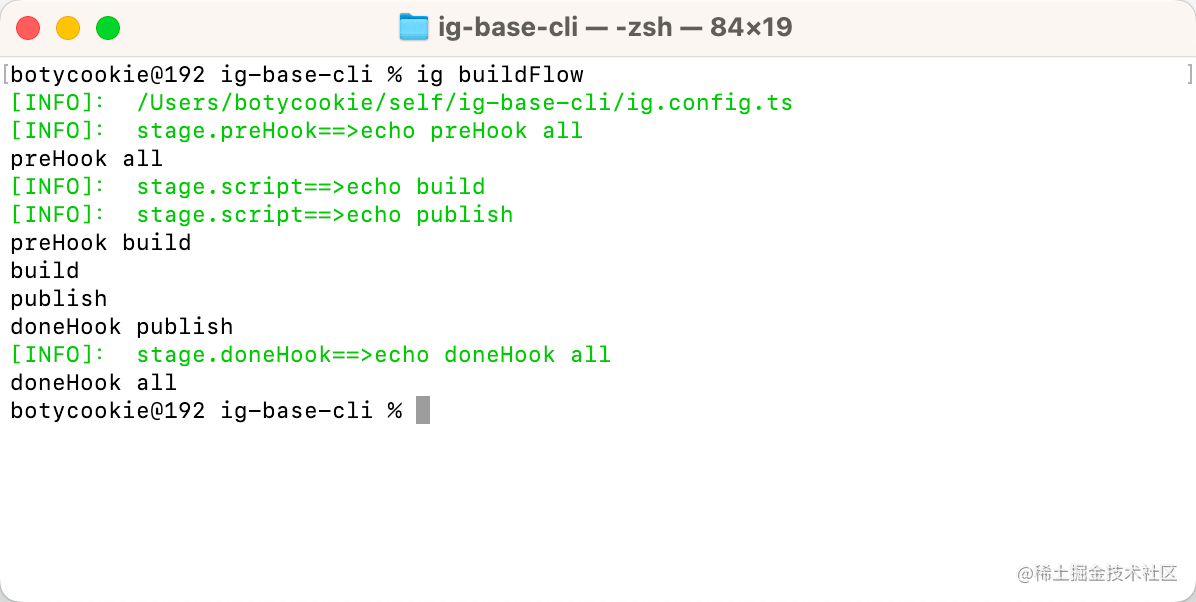 ig-base-cli — -zsh — 84×19
[botycookie@192 ig-base-cli % ig buildFlow ]
[INFO]: /Users/botycookie/self/ig-base-cli/ig.config.ts
[INFO]: stage.preHook==>echo preHook all
preHook all
[INFO]: stage.script==>echo build
[INFO]: stage.script==>echo publish
preHook build
build
publish
doneHook publish
[INFO]: stage.doneHook==>echo doneHook all
doneHook all
botycookie@192 ig-base-cli %
@稀土掘金技术社区